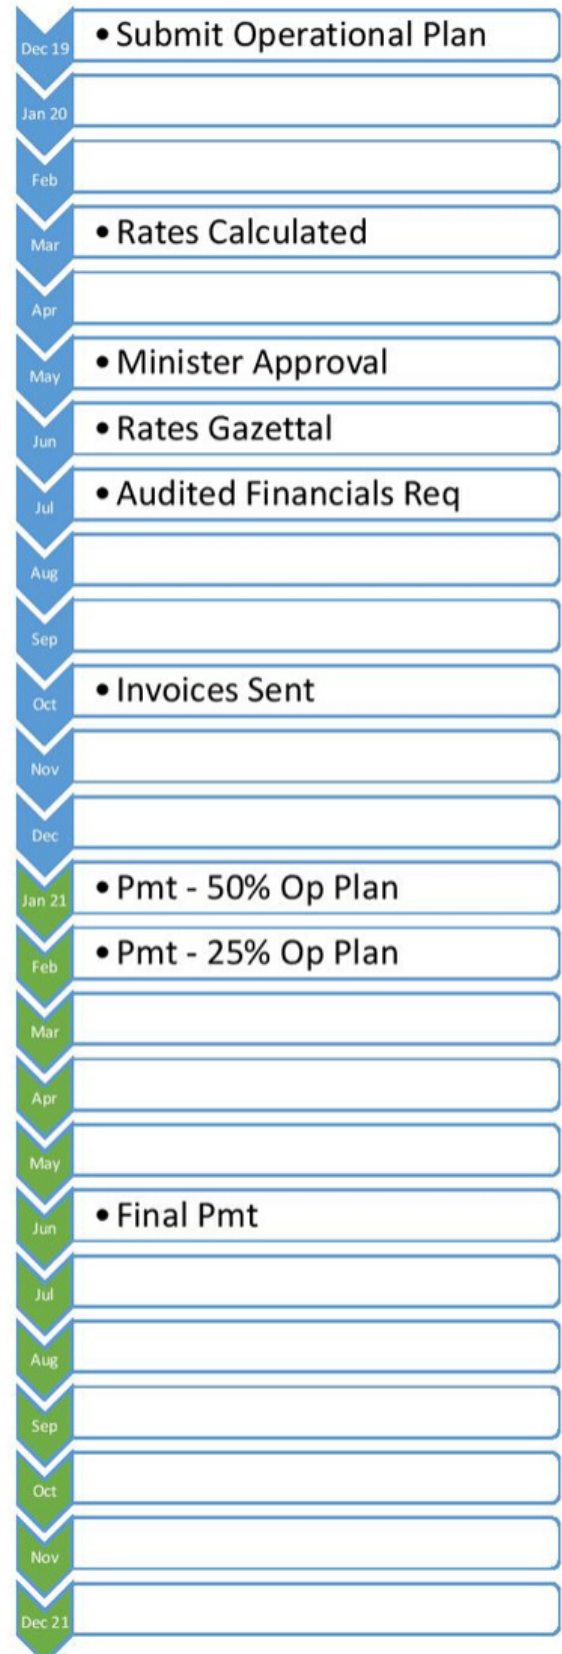 Dec 19
• Submit Operational Plan
Jan 20
Feb
Mar
• Rates Calculated
Apr
May
• Minister Approval
Jun
• Rates Gazettal
Jul
• Audited Financials Req
Aug
Sep
Oct
• Invoices Sent
Nov
Dec
Jan 21
• Pmt - 50% Op Plan
Feb
• Pmt - 25% Op Plan
Mar
Apr
May
Jun
• Final Pmt
Jul
Aug
Sep
Oct
Nov
Dec 21